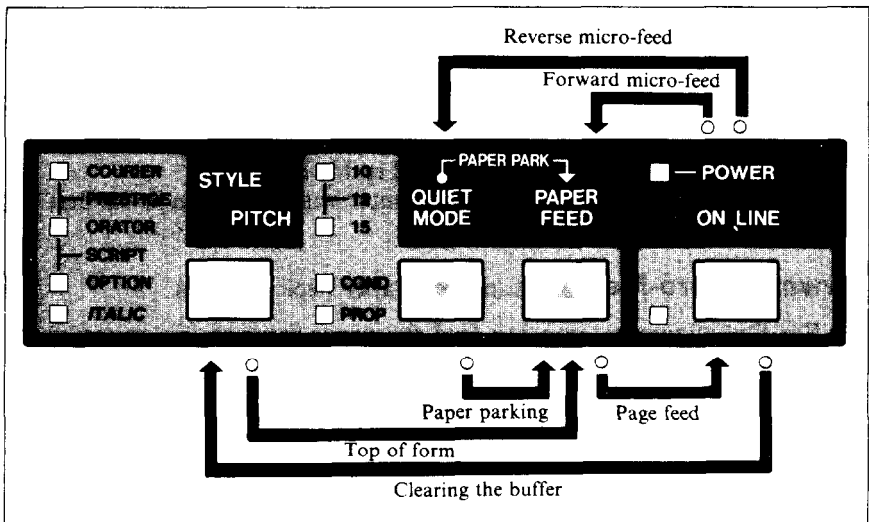 Reverse micro-feed
Forward micro-feed
PAPER PARK
COURIER
PRESTIGE
ORATOR
SCRIPT
OPTION
ITALIC
STYLE
PITCH
10
12
15
COND
PROP
QUIET
MODE
PAPER
FEED
POWER
ON LINE
Paper parking
Page feed
Top of form
Clearing the buffer